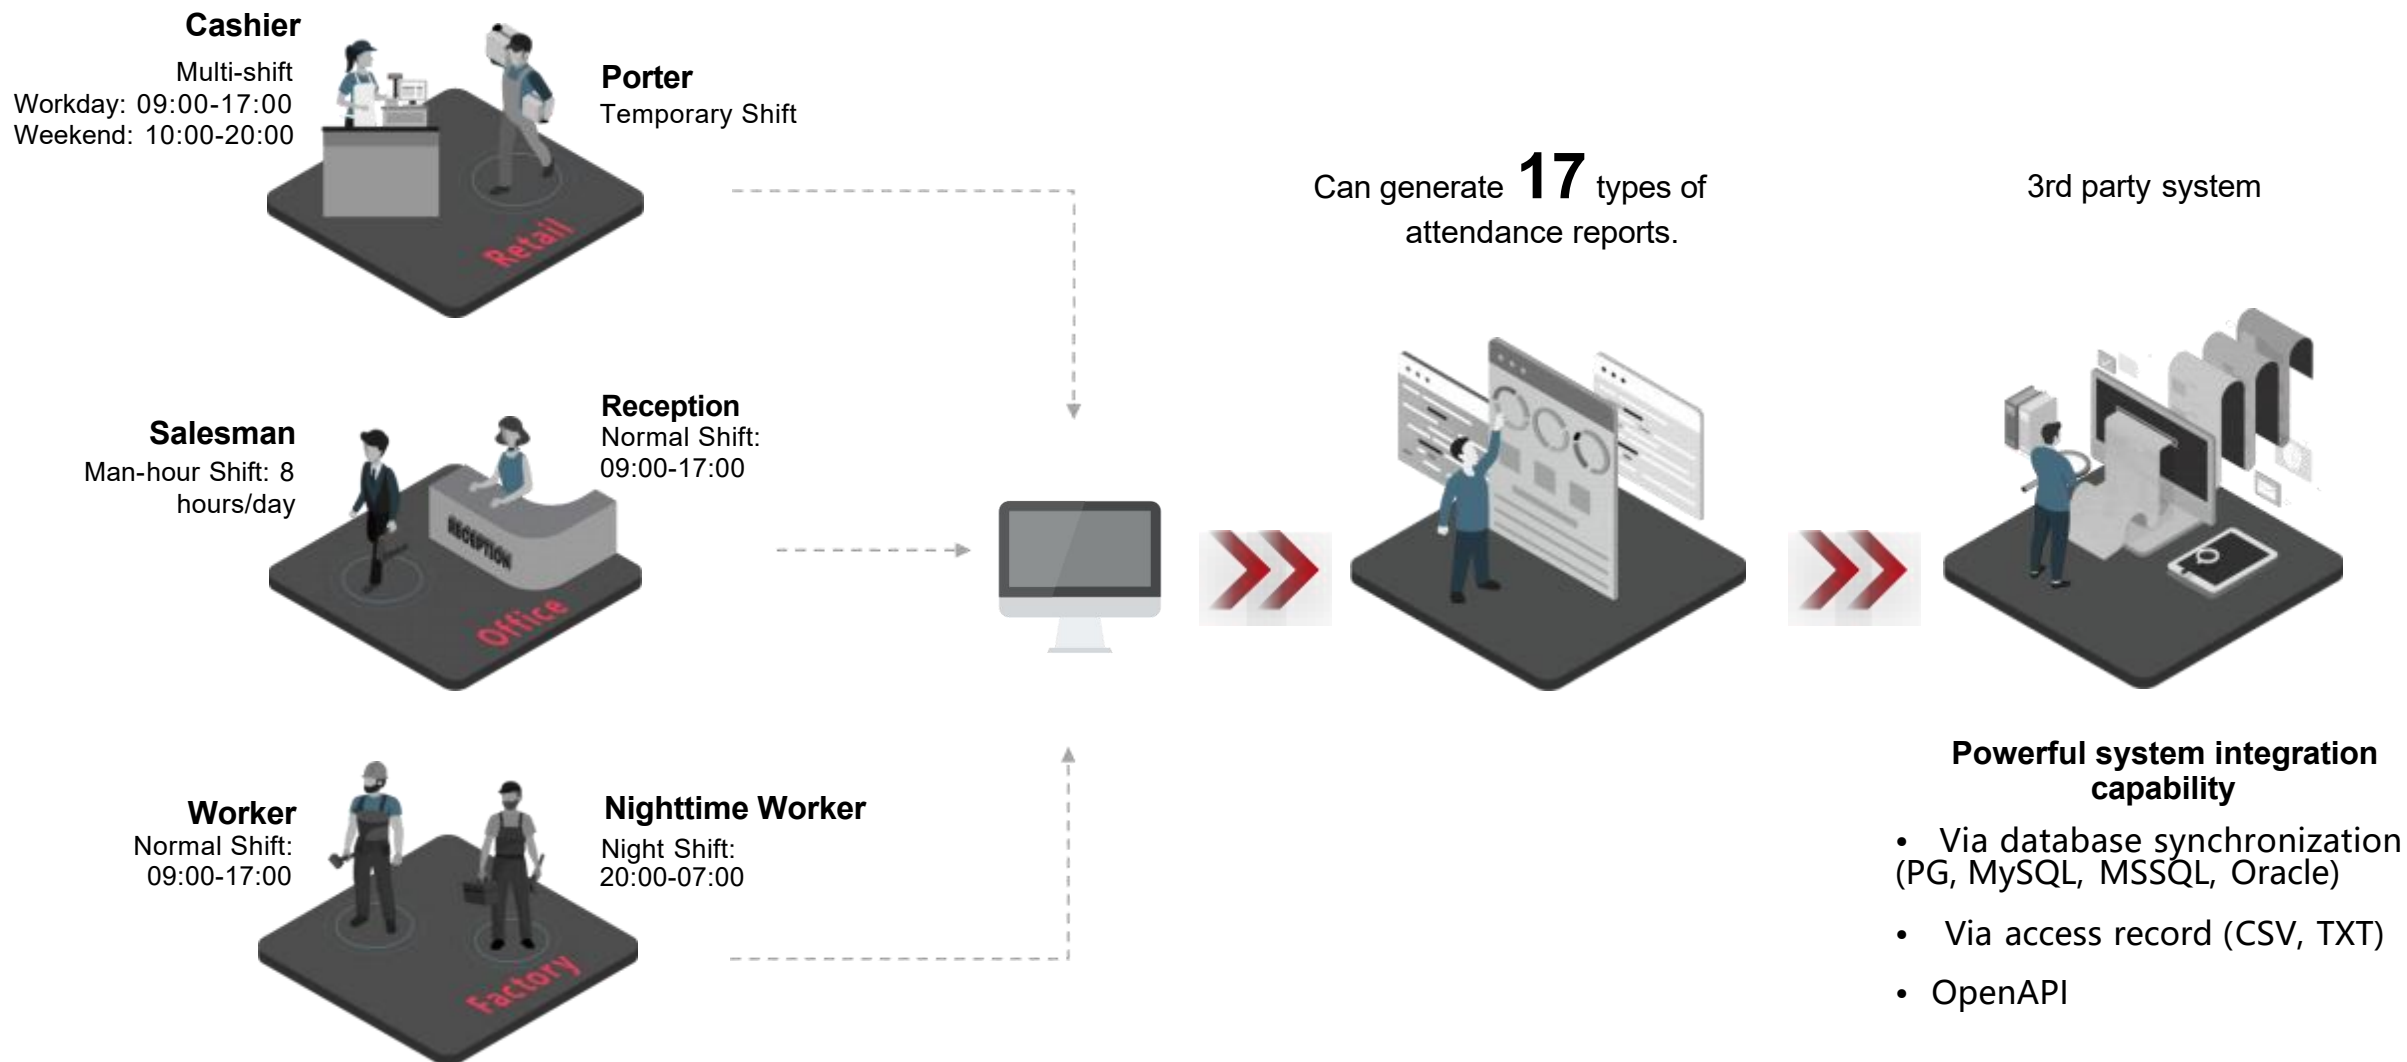 Cashier
Multi-shift
Workday: 09:00-17:00
Weekend: 10:00-20:00
Porter
Temporary Shift
Retail
Salesman
Man-hour Shift: 8
hours/day
Reception
Normal Shift:
09:00-17:00
RECEPTION
Office
Worker
Normal Shift:
09:00-17:00
Nighttime Worker
Night Shift:
20:00-07:00
Factory
Can generate 17 types of
attendance reports.
3rd party system
Powerful system integration
capability
• Via database synchronization
(PG, MySQL, MSSQL, Oracle)
• Via access record (CSV, TXT)
• OpenAPI